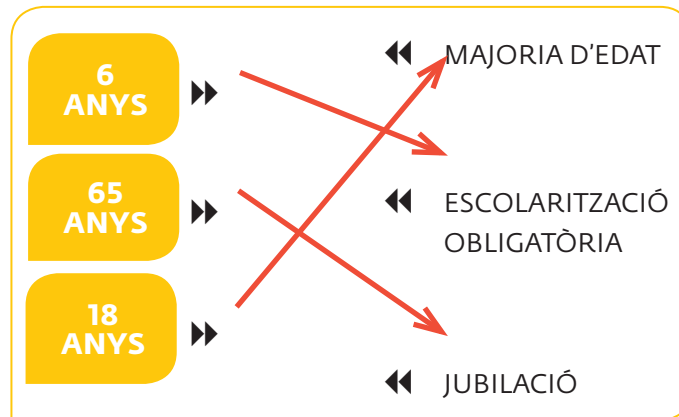 6
ANYS
65
ANYS
18
ANYS
MAJORIA D'EDAT
ESCOLARITZACIÓ
OBLIGATÒRIA
JUBILACIÓ